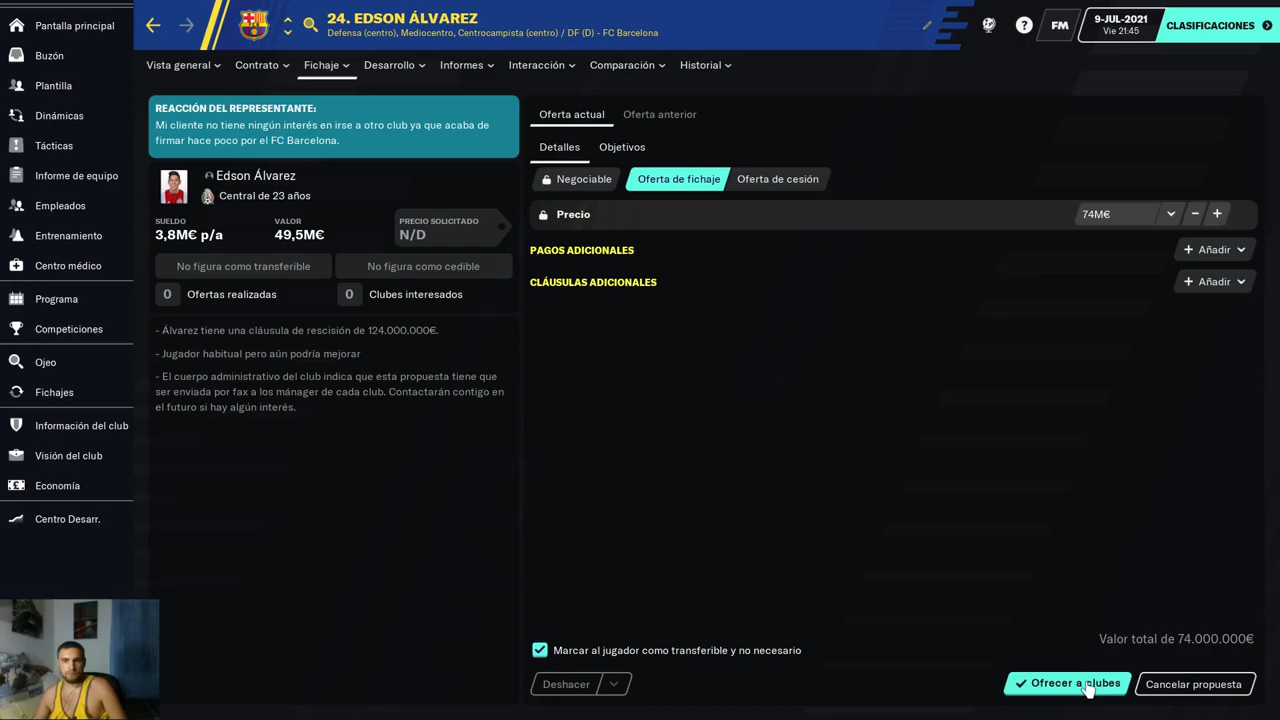 Pantalla principal
Buzón
Plantilla
Dinámicas
Tácticas
Informe de equipo
Empleados
Entrenamiento
Centro médico
Programa
Competiciones
Ojeo
Fichajes
Información del club
Visión del club
Economía
Centro Desarr.
24. EDSON ÁLVAREZ
Defensa (centro), Mediocentro, Centrocampista (centro) / DF (D) - FC Barcelona
FM
9-JUL-2021
Vie 21:45
CLASIFICACIONES
Vista general
Contrato
Fichaje
Desarrollo
Informes
Interacción
Comparación
Historial
REACCIÓN DEL REPRESENTANTE:
Mi cliente no tiene ningún interés en irse a otro club ya que acaba de
firmar hace poco por el FC Barcelona.
Edson Álvarez
Central de 23 años
SUELDO
3,8M€ p/a
VALOR
49,5M€
PRECIO SOLICITADO
N/D
No figura como transferible
No figura como cedible
0 Ofertas realizadas
0 Clubes interesados
- Álvarez tiene una cláusula de rescisión de 124.000.000€.
- Jugador habitual pero aún podría mejorar
- El cuerpo administrativo del club indica que esta propuesta tiene que
ser enviada por fax a los mánager de cada club. Contactarán contigo en
el futuro si hay algún interés.
Oferta actual
Oferta anterior
Detalles
Objetivos
Negociable
Oferta de fichaje
Oferta de cesión
Precio
74M€
PAGOS ADICIONALES
Añadir
CLÁUSULAS ADICIONALES
Añadir
Valor total de 74.000.000€
Marcar al jugador como transferible y no necesario
Deshacer
Ofrecer a clubes
Cancelar propuesta